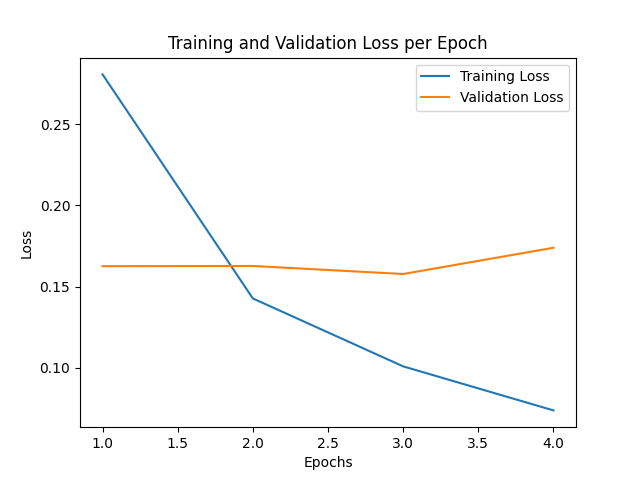 Training and Validation Loss per Epoch
Training Loss
Validation Loss
0.25
0.20
0.15
0.10
Loss
1.0 1.5 2.0 2.5 3.0 3.5 4.0
Epochs